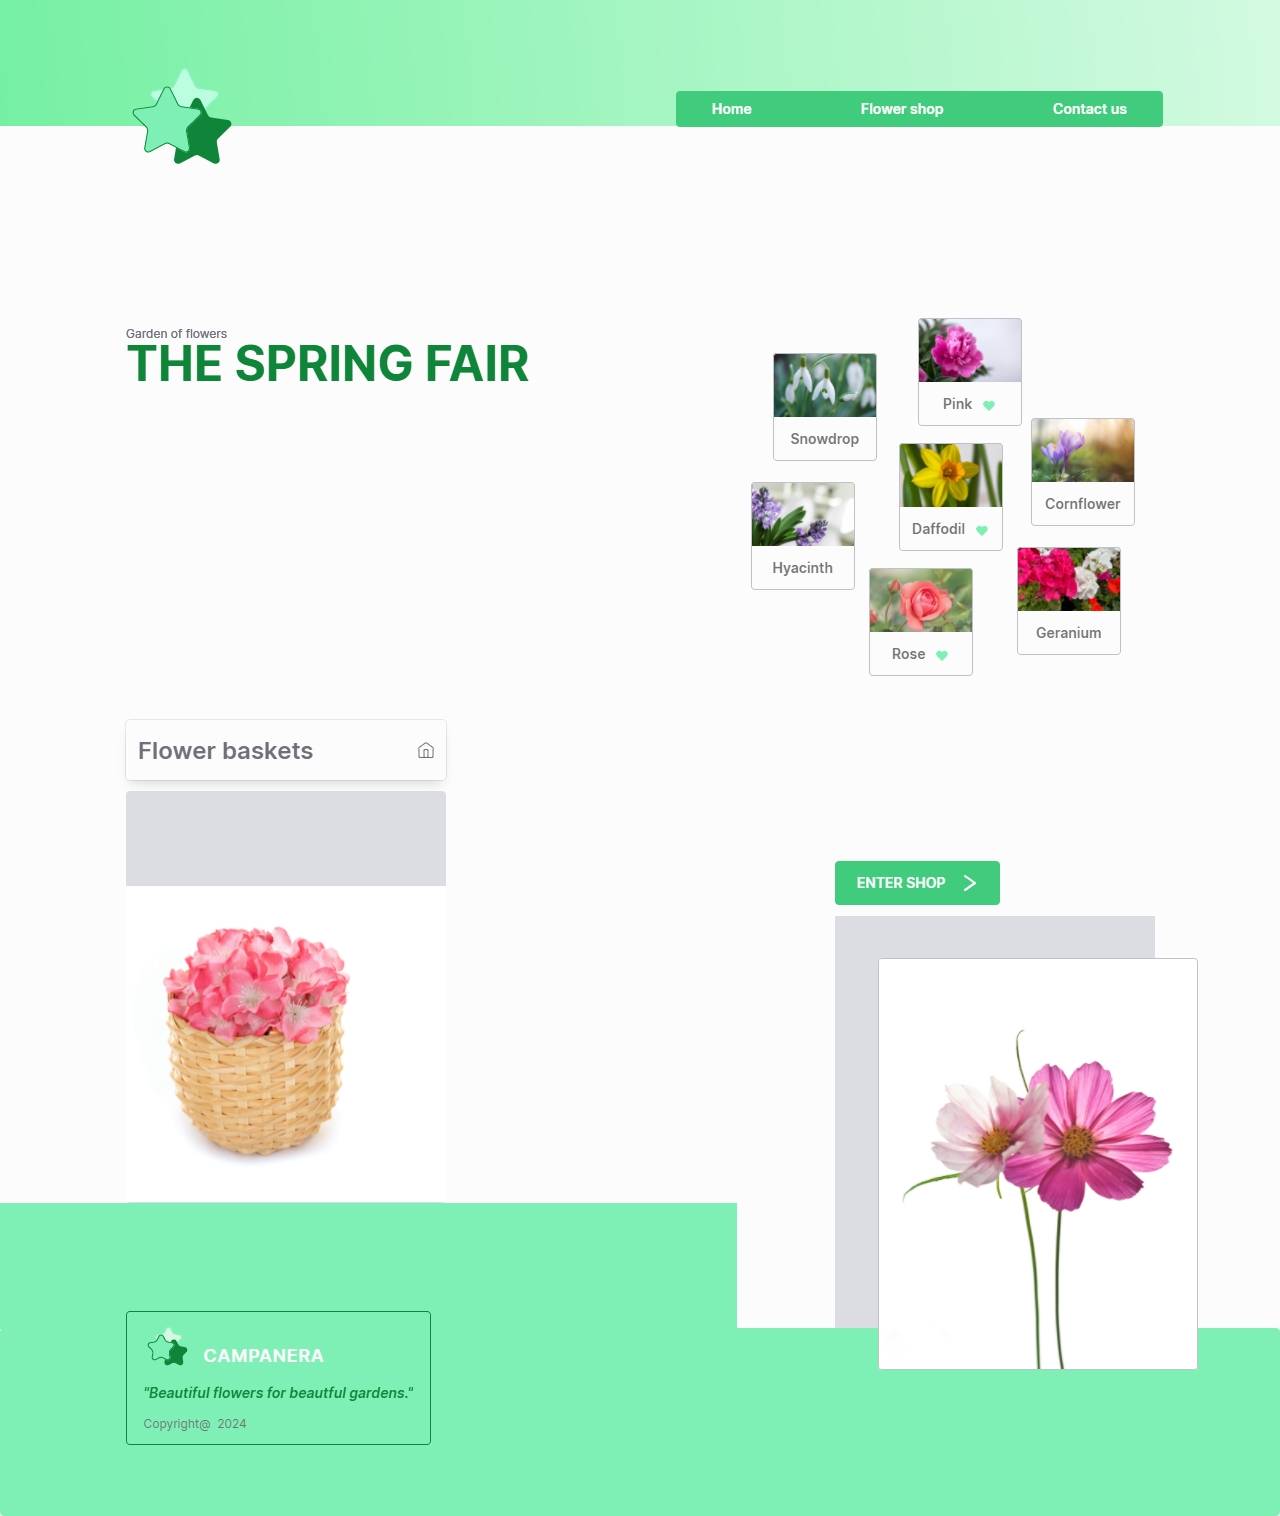 Home
Flower shop
Contact us
Garden of flowers
THE SPRING FAIR
Pink
Snowdrop
Cornflower
Daffodil
Hyacinth
Geranium
Rose
Flower baskets
ENTER SHOP
CAMPANERA
"Beautiful flowers for beautful gardens."
Copyright@ 2024